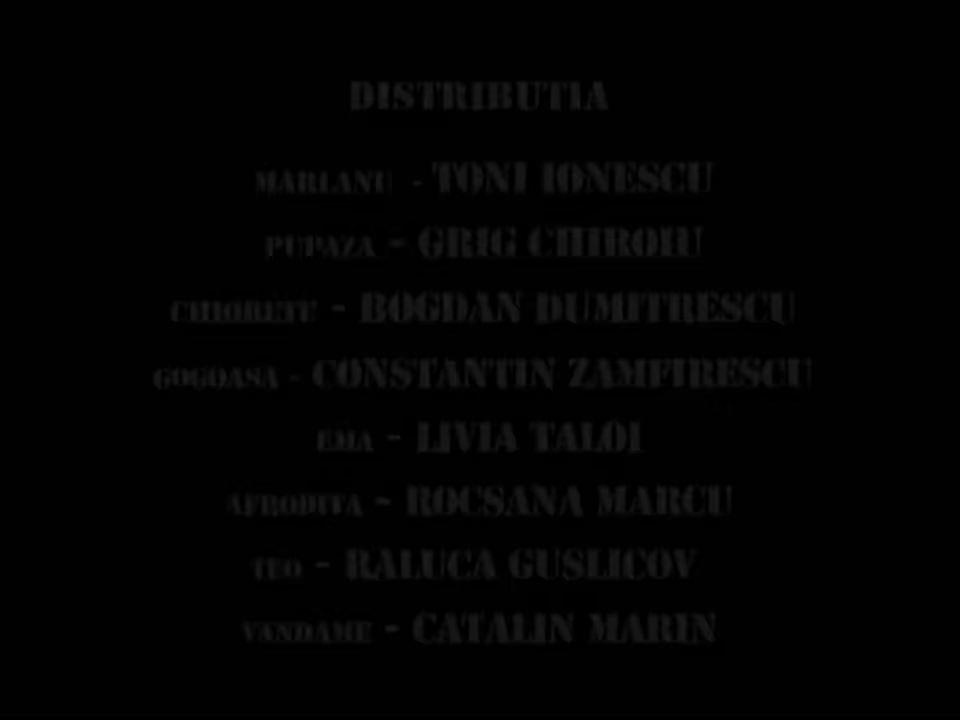 DISTRIBUTIA
MARLANU - TONI IONESCU
PUPAZA - GRIG CHIROIU
CHIORETU - BOGDAN DUMITRESCU
GOGOASA - CONSTANTIN ZAMFIRESCU
EMA - LIVIA TALOI
AFRODITA - ROCSANA MARCU
TEO - RALUCA GUSLICOV
VANDAME - CATALIN MARIN